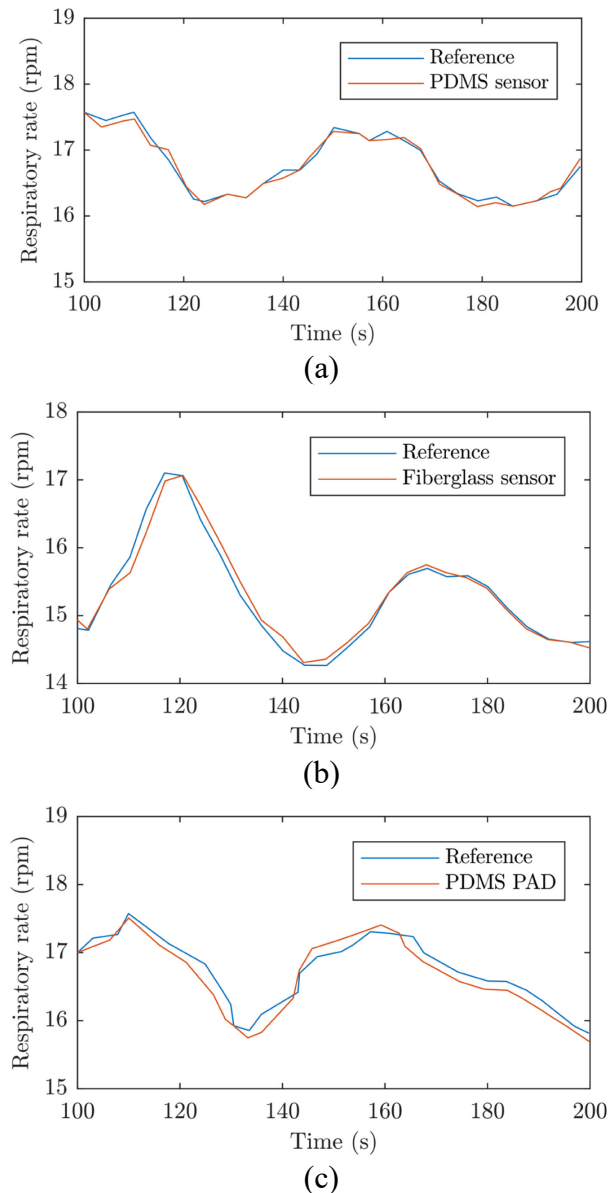 19
18
17
16
15
Respiratory rate (rpm)
Reference
PDMS sensor
100 120 140 160 180 200
Time (s)
(a)
18
17
16
15
14
Respiratory rate (rpm)
Reference
Fiberglass sensor
100 120 140 160 180 200
Time (s)
(b)
19
18
17
16
15
Respiratory rate (rpm)
Reference
PDMS PAD
100 120 140 160 180 200
Time (s)
(c)